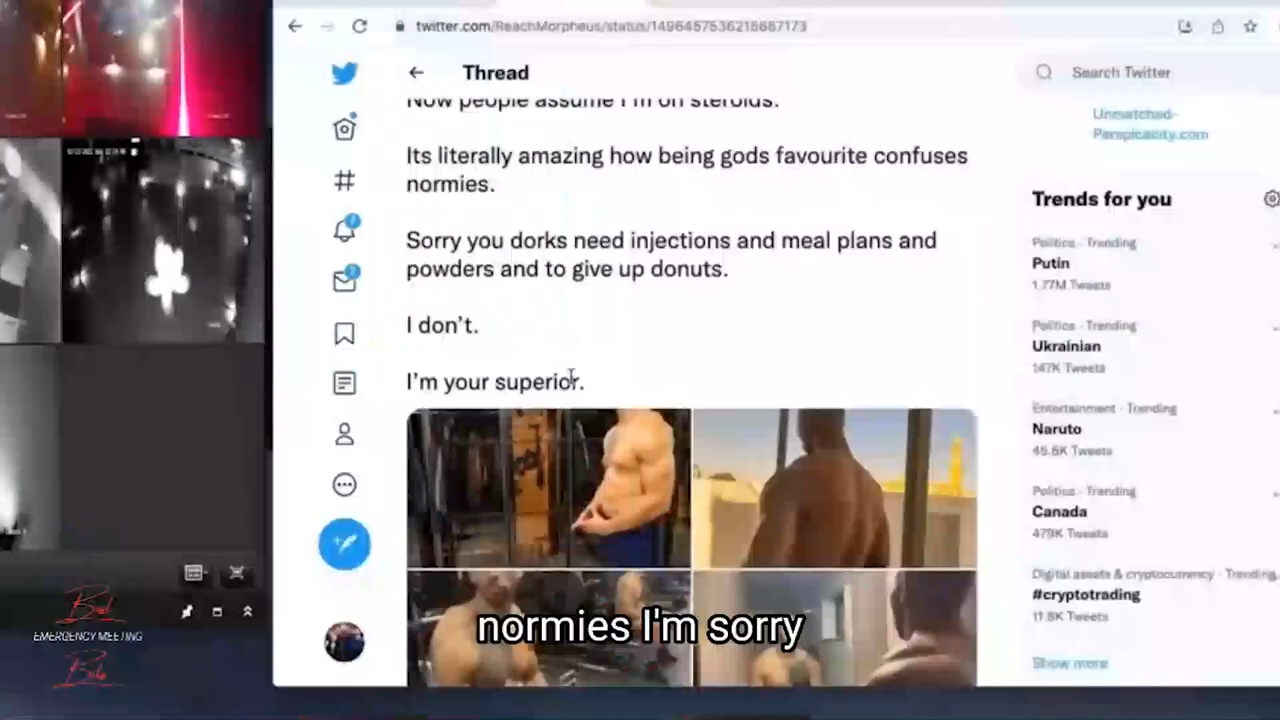 twitter.com/ReachMorpheus/status/1496457536216687173
Thread
Search Twitter
Now people assume I'm on steroids.
Unmatched-
Perspicacity.com
Its literally amazing how being gods favourite confuses
normies.
Sorry you dorks need injections and meal plans and
powders and to give up donuts.
I don't.
I'm your superior.
Trends for you
Politics · Trending
Putin
1.77M Tweets
Politics · Trending
Ukrainian
147K Tweets
Entertainment · Trending
Naruto
45.6K Tweets
Politics · Trending
Canada
479K Tweets
Digital assets & cryptocurrency · Trending
#cryptotrading
11.8K Tweets
Show more
EMERGENCY MEETING
normies I'm sorry